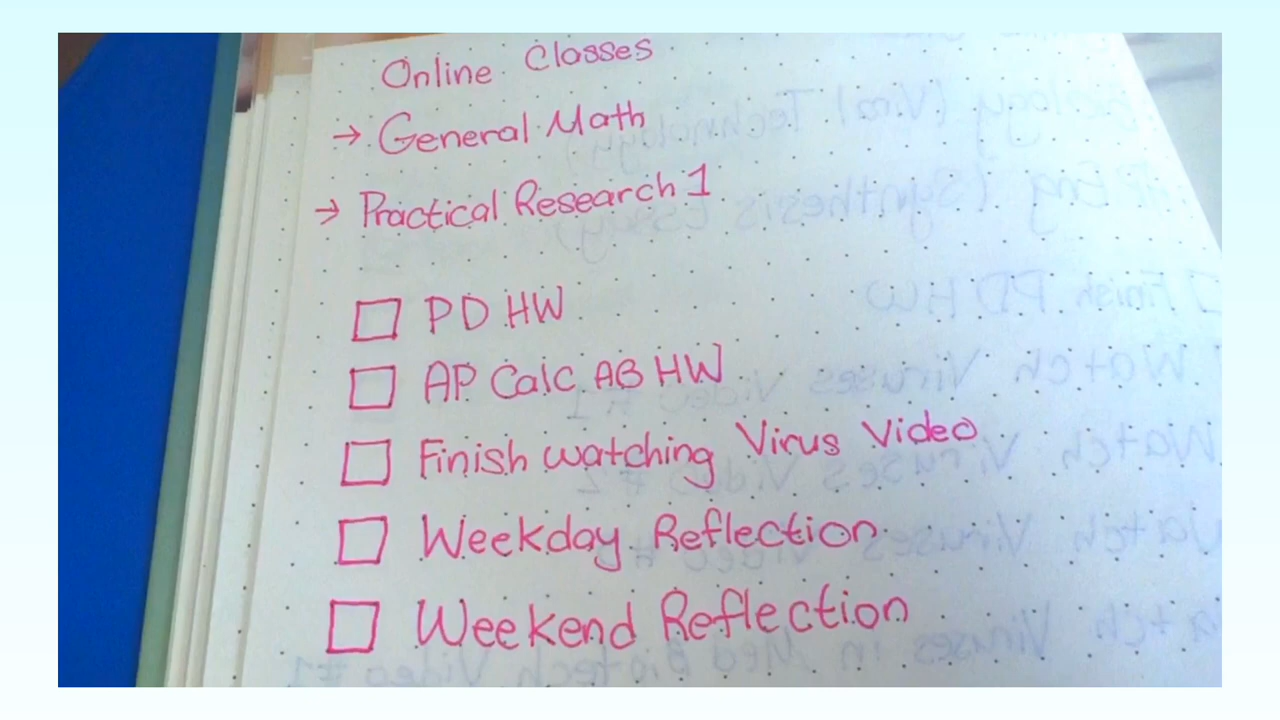 Online Classes
→ General Math
→ Practical Research 1
☐ PD HW
☐ AP Calc AB HW
☐ Finish watching Virus Video
☐ Weekday Reflection
☐ Weekend Reflection